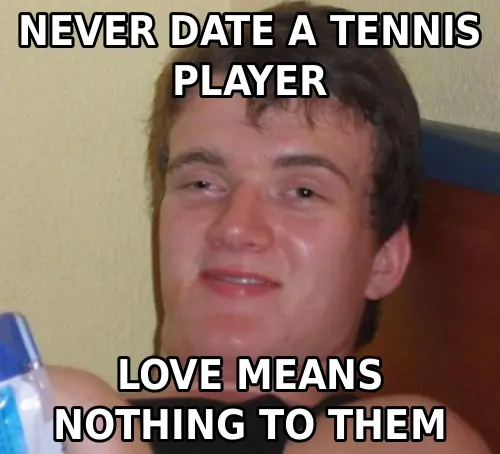 NEVER DATE A TENNIS
PLAYER
LOVE MEANS
NOTHING TO THEM